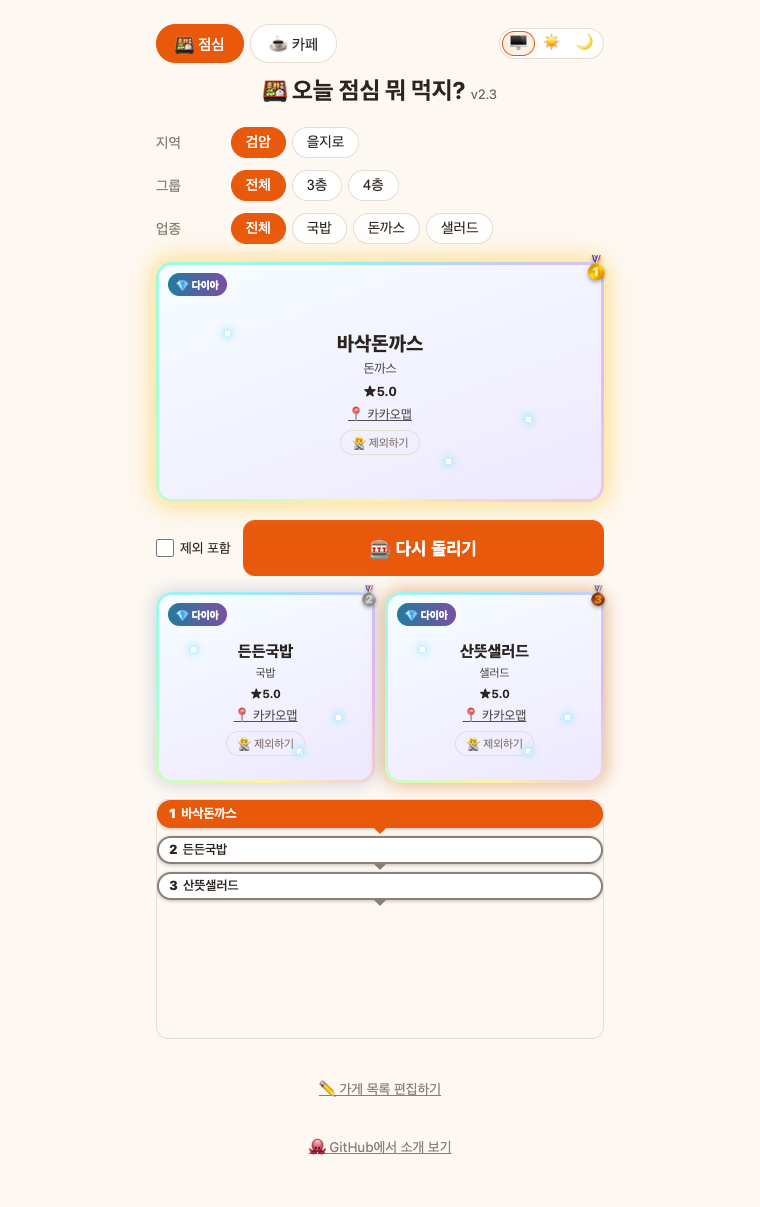 🍱 점심 ☕ 카페 🖥️ ☀️ 🌙
🍱 오늘 점심 뭐 먹지? v2.3
지역 검암 을지로
그룹 전체 3층 4층
업종 전체 국밥 돈까스 샐러드
1
💎 다이아
바삭돈까스
돈까스
★5.0
📍 카카오맵
🙅 제외하기
제외 포함 🎰 다시 돌리기
2
💎 다이아
든든국밥
국밥
★5.0
📍 카카오맵
🙅 제외하기
3
💎 다이아
산뜻샐러드
샐러드
★5.0
📍 카카오맵
🙅 제외하기
1 바삭돈까스
2 든든국밥
3 산뜻샐러드
✏️ 가게 목록 편집하기
🐙 GitHub에서 소개 보기